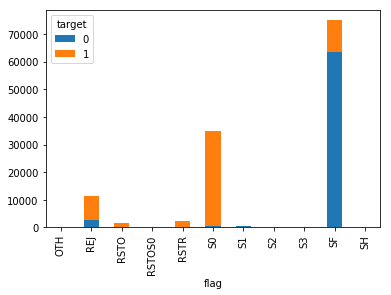 target
0
1
70000
60000
50000
40000
30000
20000
10000
0
OTH
REJ
RSTO
RSTOS0
RSTR
S0
S1
S2
S3
SF
SH
flag